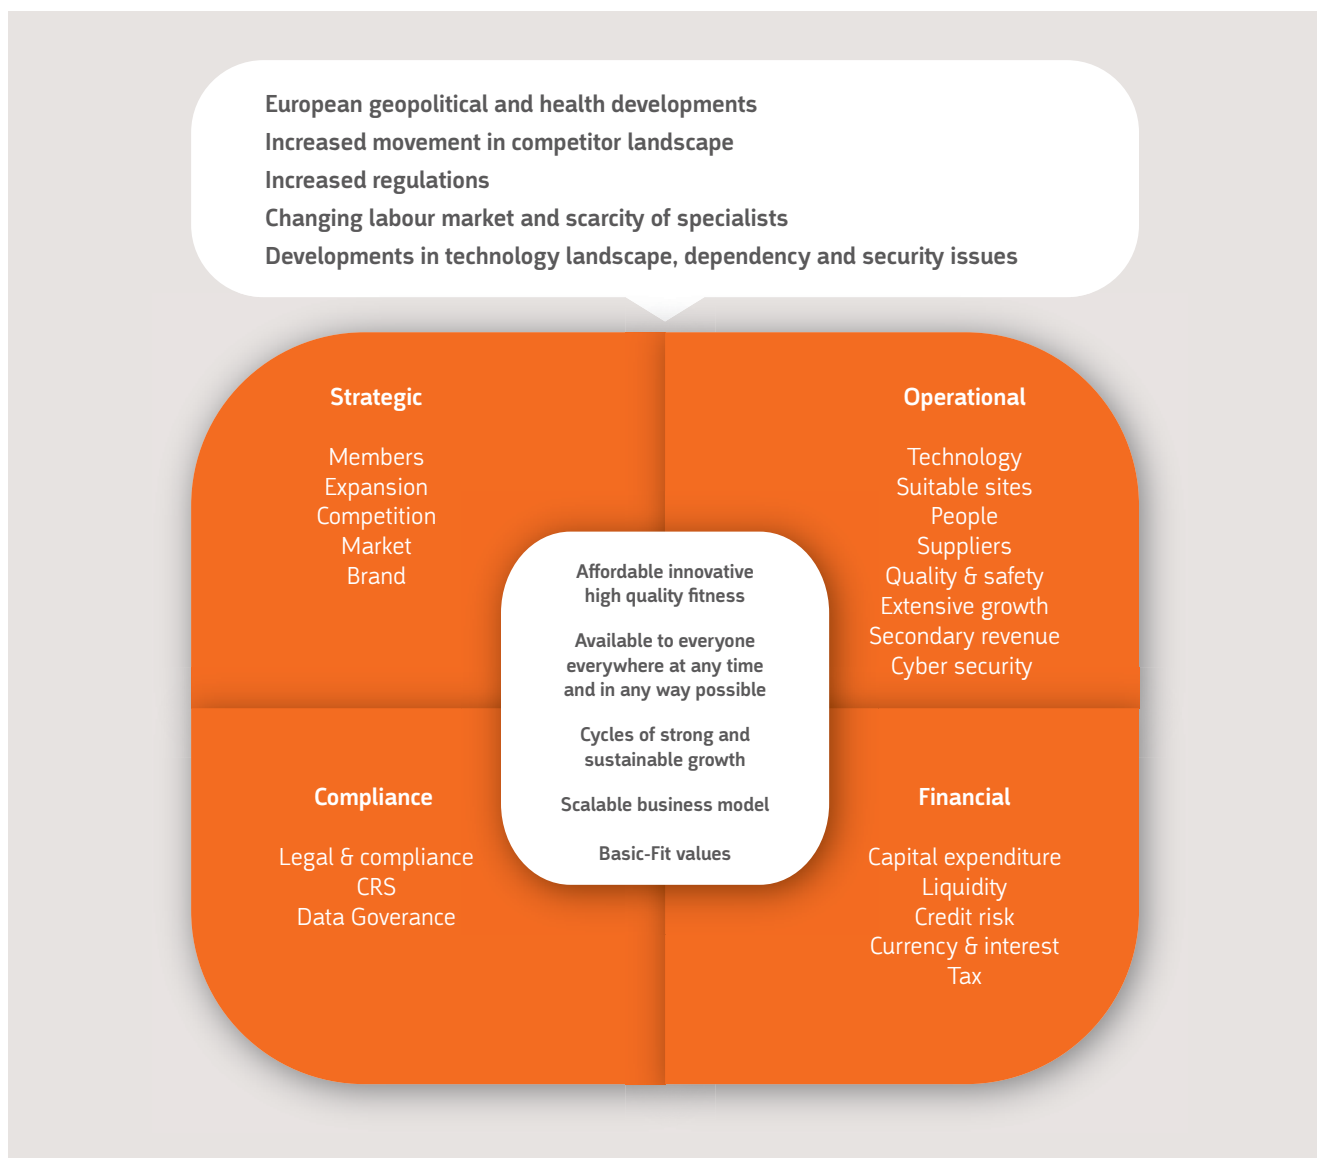 European geopolitical and health developments
Increased movement in competitor landscape
Increased regulations
Changing labour market and scarcity of specialists
Developments in technology landscape, dependency and security issues
Strategic
Members
Expansion
Competition
Market
Brand
Operational
Technology
Suitable sites
People
Suppliers
Quality & safety
Extensive growth
Secondary revenue
Cyber security
Affordable innovative
high quality fitness
Available to everyone
everywhere at any time
and in any way possible
Cycles of strong and
sustainable growth
Scalable business model
Basic-Fit values
Compliance
Legal & compliance
CRS
Data Goverance
Financial
Capital expenditure
Liquidity
Credit risk
Currency & interest
Tax